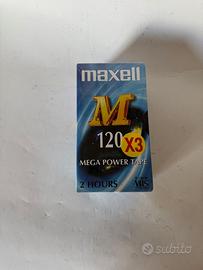 maxell
M
120 X3
MEGA POWER TAPE
2 HOURS
VHS
subito